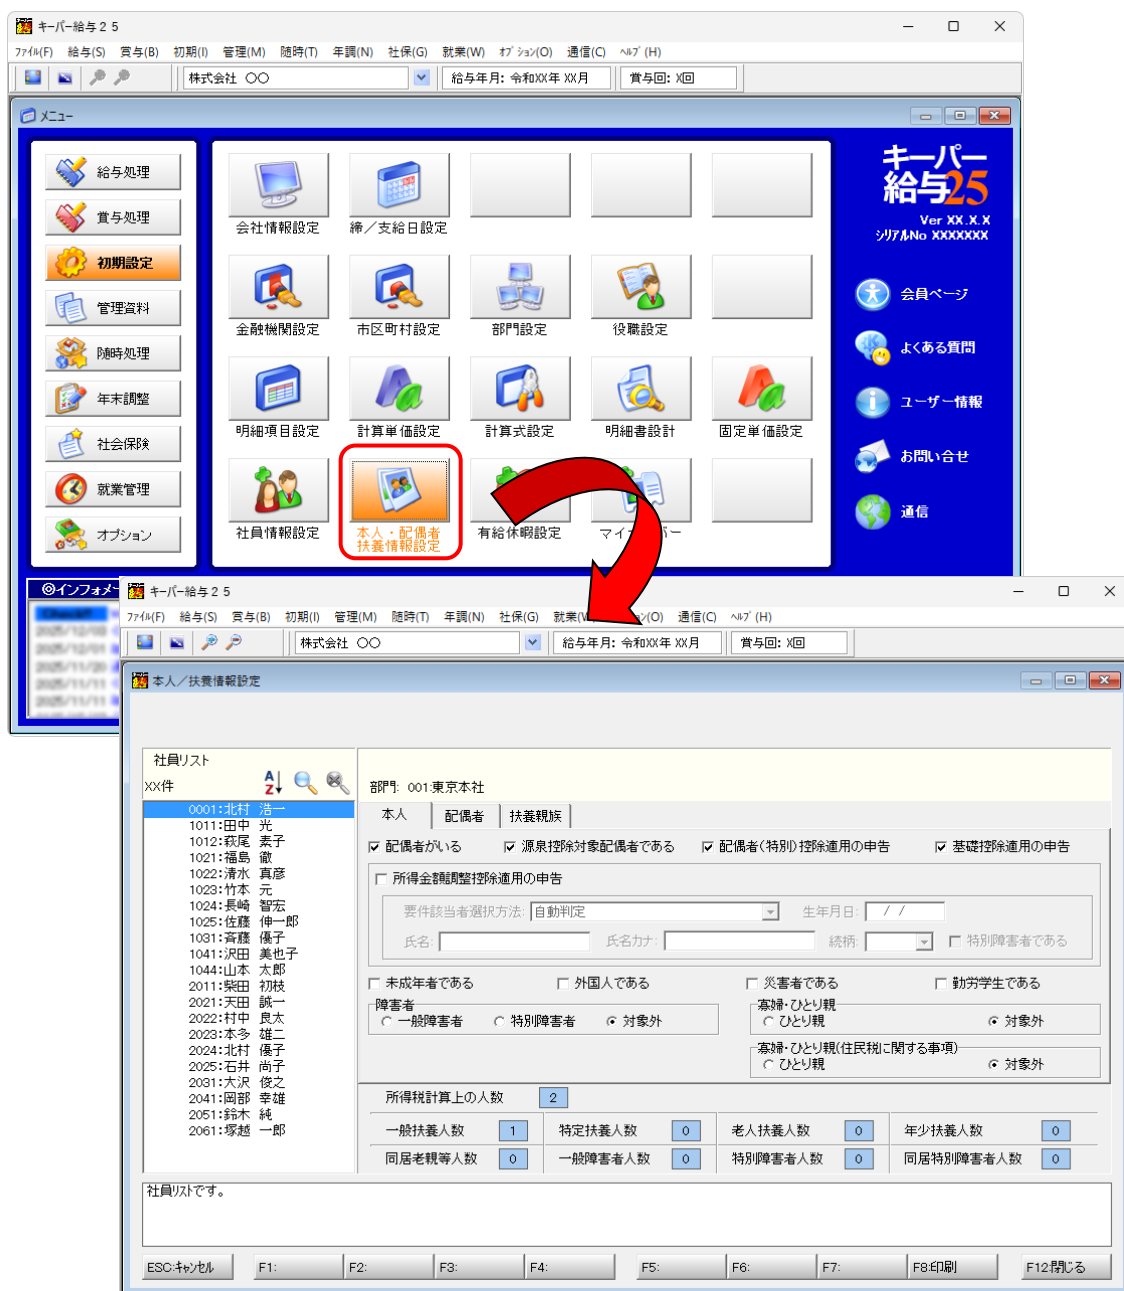 キーパー給与２５
ﾌｧｲﾙ(F) 給与(S) 賞与(B) 初期(I) 管理(M) 随時(T) 年調(N) 社保(G) 就業(W) ｵﾌﾟｼｮﾝ(O) 通信(C) ﾍﾙﾌﾟ(H)
株式会社 〇〇 給与年月: 令和XX年 XX月 賞与回: X回
メニュー
給与処理
賞与処理
初期設定
管理資料
随時処理
年末調整
社会保険
就業管理
オプション
会社情報設定 締／支給日設定
金融機関設定 市区町村設定 部門設定 役職設定
明細項目設定 計算単価設定 計算式設定 明細書設計 固定単価設定
社員情報設定 本人・配偶者 有給休暇設定
扶養情報設定
キーパー
給与25
Ver XX.X.X
ｼﾘｱﾙNo XXXXXXX
会員ページ
よくある質問
ユーザー情報
お問い合せ
通信
◎インフォメー
キーパー給与２５
ﾌｧｲﾙ(F) 給与(S) 賞与(B) 初期(I) 管理(M) 随時(T) 年調(N) 社保(G) 就業(W) (O) 通信(C) ﾍﾙﾌﾟ(H)
株式会社 〇〇 給与年月: 令和XX年 XX月 賞与回: X回
本人／扶養情報設定
社員リスト
XX件
0001:北村 浩一
1011:田中 光
1012:萩尾 素子
1021:福島 徹
1022:清水 真彦
1023:竹本 元
1024:長崎 智宏
1025:佐藤 伸一郎
1031:斉藤 優子
1041:沢田 美也子
1044:山本 太郎
2011:柴田 初枝
2021:天田 誠一
2022:村中 良太
2023:本多 雄二
2024:北村 優子
2025:石井 尚子
2031:大沢 俊之
2041:岡部 幸雄
2051:鈴木 純
2061:塚越 一郎
部門: 001:東京本社
本人 配偶者 扶養親族
配偶者がいる 源泉控除対象配偶者である 配偶者(特別)控除適用の申告 基礎控除適用の申告
所得金額調整控除適用の申告
要件該当者選択方法: 自動判定 生年月日: / /
氏名: 氏名カナ: 続柄: 特別障害者である
未成年者である 外国人である 災害者である 勤労学生である
障害者
一般障害者 特別障害者 対象外
寡婦・ひとり親
ひとり親 対象外
寡婦・ひとり親(住民税に関する事項)
ひとり親 対象外
所得税計算上の人数 2
一般扶養人数 1 特定扶養人数 0 老人扶養人数 0 年少扶養人数 0
同居老親等人数 0 一般障害者人数 0 特別障害者人数 0 同居特別障害者人数 0
社員ﾘｽﾄです。
ESC:ｷｬﾝｾﾙ F1: F2: F3: F4: F5: F6: F7: F8:印刷 F12:閉じる